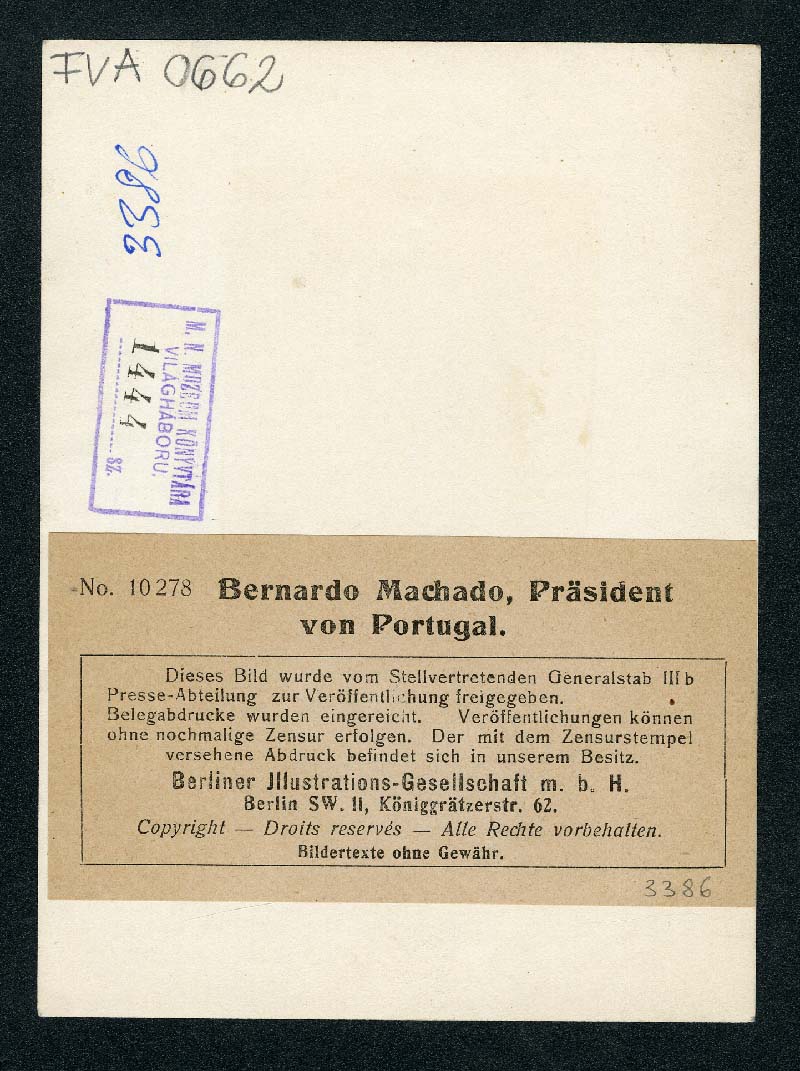 FVA 0662
3386
M. N. MUZEUM KÖNYVTÁRA
VILÁGHÁBORU.
1444
SZ.
No. 10278 Bernardo Machado, Präsident
von Portugal.
Dieses Bild wurde vom Stellvertretenden Generalstab IIIb
Presse-Abteilung zur Veröffentlichung freigegeben.
Belegabdrucke wurden eingereicht. Veröffentlichungen können
ohne nochmalige Zensur erfolgen. Der mit dem Zensurstempel
versehene Abdruck befindet sich in unserem Besitz.
Berliner Jllustrations-Gesellschaft m. b. H.
Berlin SW. 11, Königgrätzerstr. 62.
Copyright — Droits reservés — Alle Rechte vorbehalten.
Bildertexte ohne Gewähr.
3386